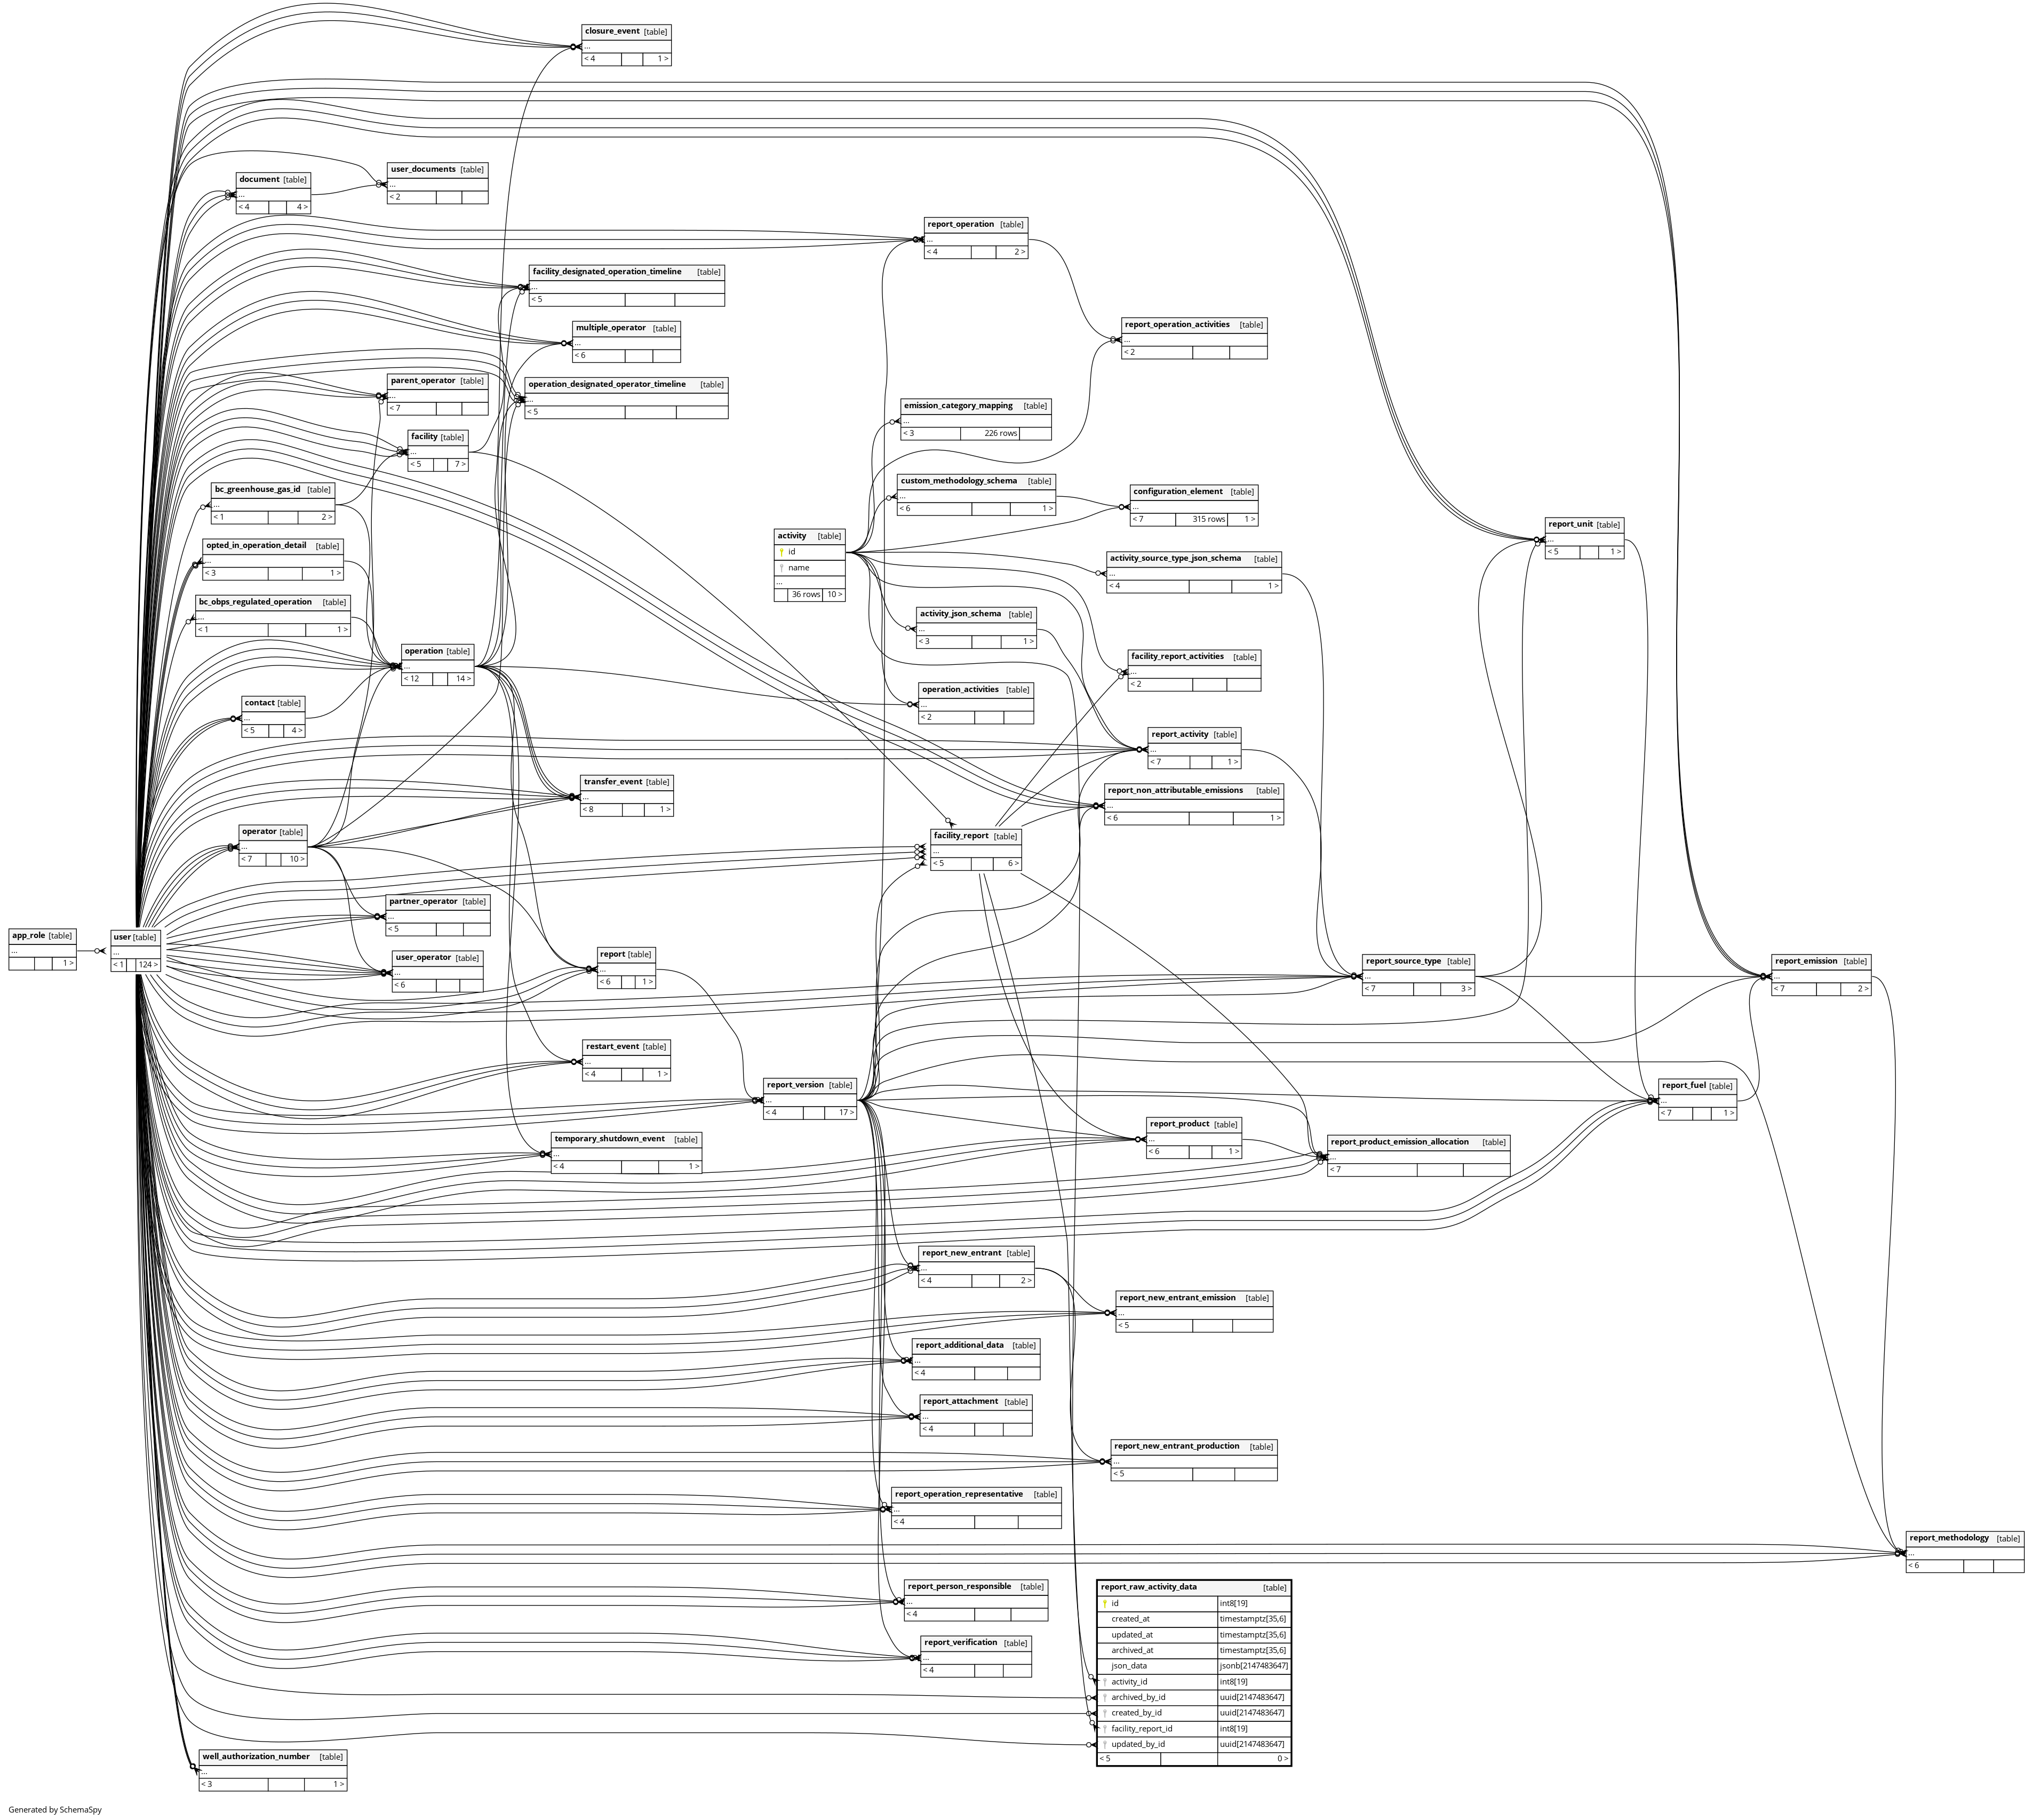 closure_event [table]
...
< 4 1 >
user_documents [table]
...
< 2
document [table]
...
< 4 4 >
report_operation [table]
...
< 4 2 >
facility_designated_operation_timeline [table]
...
< 5
multiple_operator [table]
...
< 6
report_operation_activities [table]
...
< 2
parent_operator [table]
...
< 7
operation_designated_operator_timeline [table]
...
< 5
emission_category_mapping [table]
...
< 3 226 rows
facility [table]
...
< 5 7 >
custom_methodology_schema [table]
...
< 6 1 >
bc_greenhouse_gas_id [table]
...
< 1 2 >
configuration_element [table]
...
< 7 315 rows 1 >
report_unit [table]
...
< 5 1 >
activity [table]
id
name
...
36 rows 10 >
opted_in_operation_detail [table]
...
< 3 1 >
activity_source_type_json_schema [table]
...
< 4 1 >
bc_obps_regulated_operation [table]
...
< 1 1 >
activity_json_schema [table]
...
< 3 1 >
operation [table]
...
< 12 14 >
facility_report_activities [table]
...
< 2
operation_activities [table]
...
< 2
contact [table]
...
< 5 4 >
report_activity [table]
...
< 7 1 >
transfer_event [table]
...
< 8 1 >
report_non_attributable_emissions [table]
...
< 6 1 >
operator [table]
...
< 7 10 >
facility_report [table]
...
< 5 6 >
partner_operator [table]
...
< 5
app_role [table]
...
1 >
user [table]
...
< 1 124 >
user_operator [table]
...
< 6
report [table]
...
< 6 1 >
report_source_type [table]
...
< 7 3 >
report_emission [table]
...
< 7 2 >
restart_event [table]
...
< 4 1 >
report_version [table]
...
< 4 17 >
report_fuel [table]
...
< 7 1 >
report_product [table]
...
< 6 1 >
temporary_shutdown_event [table]
...
< 4 1 >
report_product_emission_allocation [table]
...
< 7
report_new_entrant [table]
...
< 4 2 >
report_new_entrant_emission [table]
...
< 5
report_additional_data [table]
...
< 4
report_attachment [table]
...
< 4
report_new_entrant_production [table]
...
< 5
report_operation_representative [table]
...
< 4
report_methodology [table]
...
< 6
report_person_responsible [table]
...
< 4
report_verification [table]
...
< 4
report_raw_activity_data [table]
id int8[19]
created_at timestamptz[35,6]
updated_at timestamptz[35,6]
archived_at timestamptz[35,6]
json_data jsonb[2147483647]
activity_id int8[19]
archived_by_id uuid[2147483647]
created_by_id uuid[2147483647]
facility_report_id int8[19]
updated_by_id uuid[2147483647]
< 5 0 >
well_authorization_number [table]
...
< 3 1 >
Generated by SchemaSpy